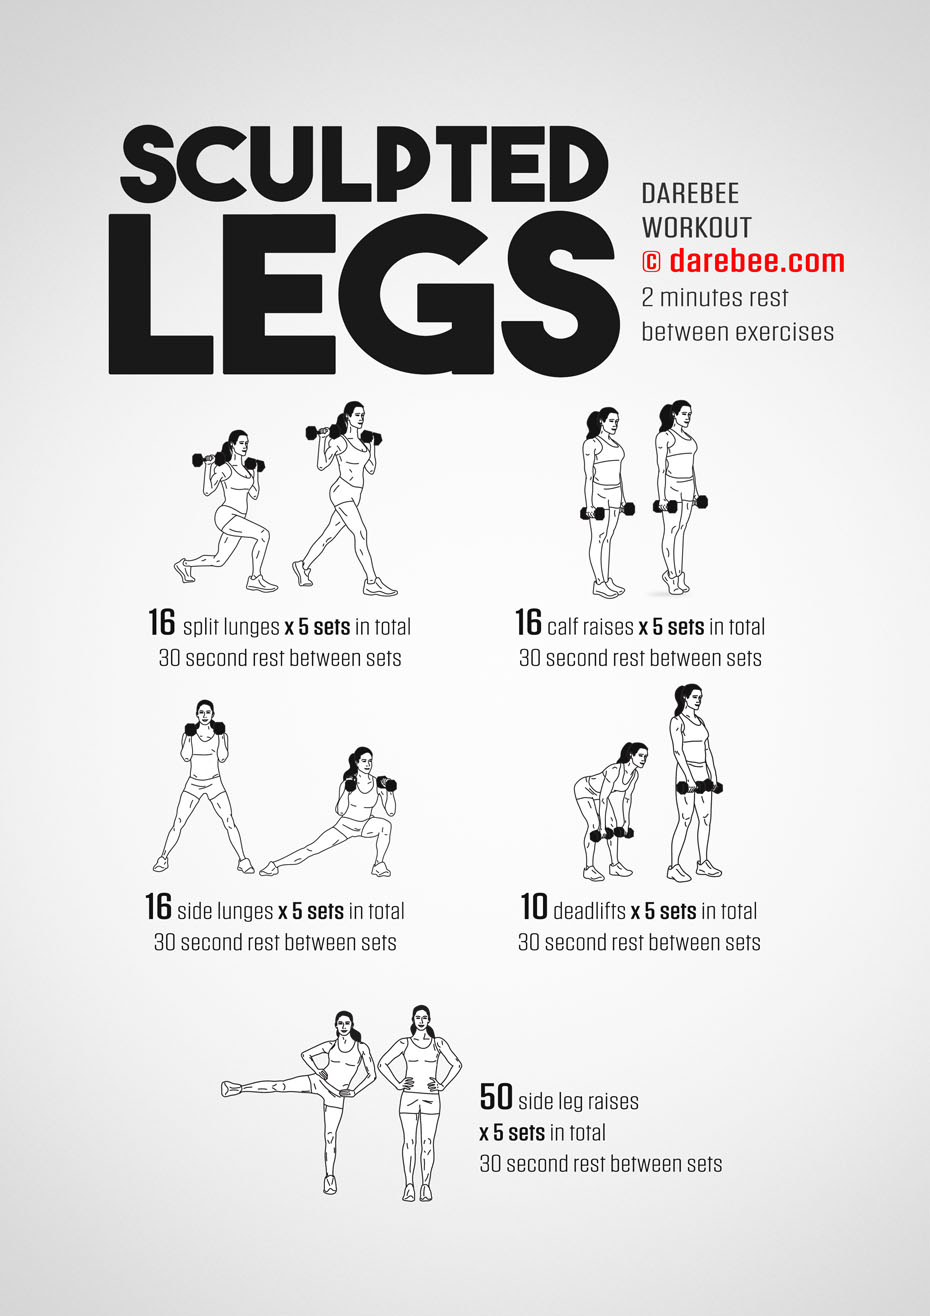 SCULPTED
LEGS
DAREBEE
WORKOUT
© darebee.com
2 minutes rest
between exercises
16 split lunges x 5 sets in total
30 second rest between sets
16 calf raises x 5 sets in total
30 second rest between sets
16 side lunges x 5 sets in total
30 second rest between sets
10 deadlifts x 5 sets in total
30 second rest between sets
50 side leg raises
x 5 sets in total
30 second rest between sets